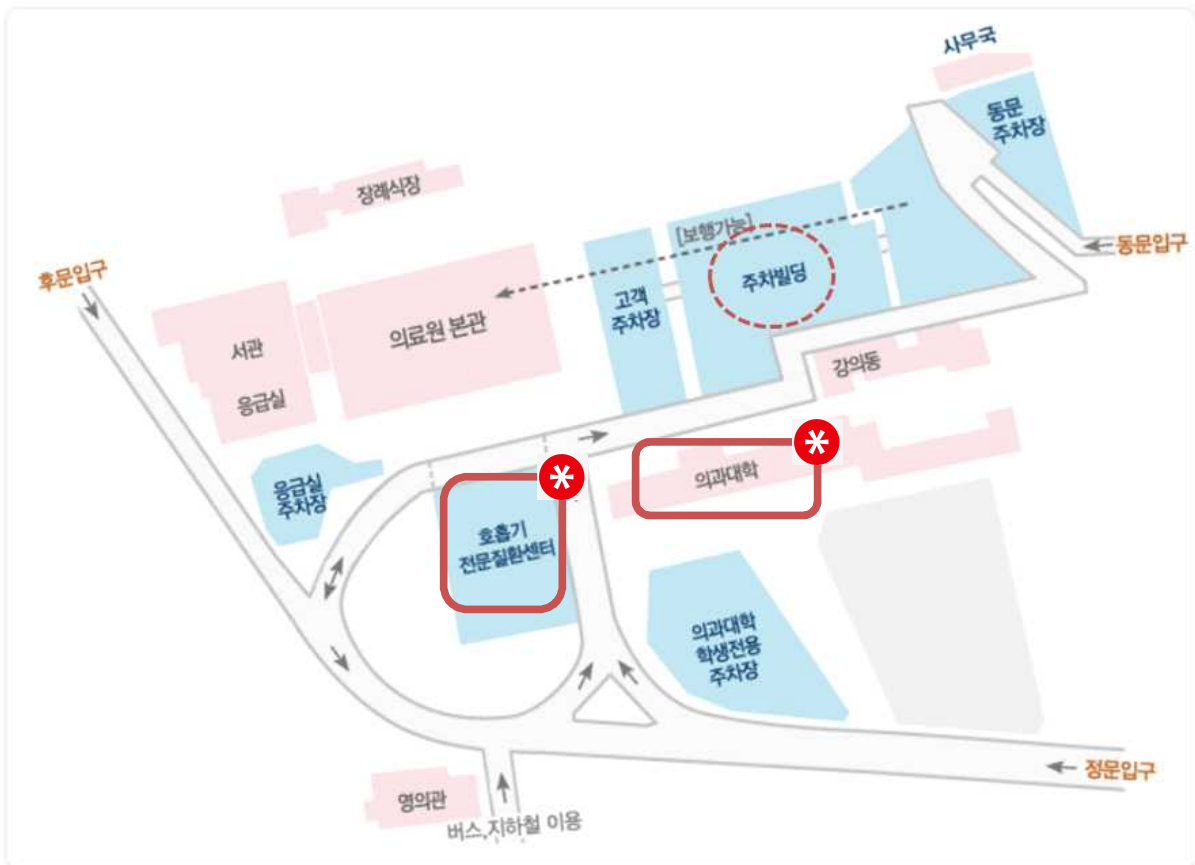 사무국
동문
주차장
장례식장
[보행가능]
동문입구
후문입구
주차빌딩
고객
주차장
의료원 본관
서관
강의동
응급실
*
의과대학
*
응급실
주차장
호흡기
전문질환센터
의과대학
학생전용
주차장
정문입구
영의관
버스,지하철 이용